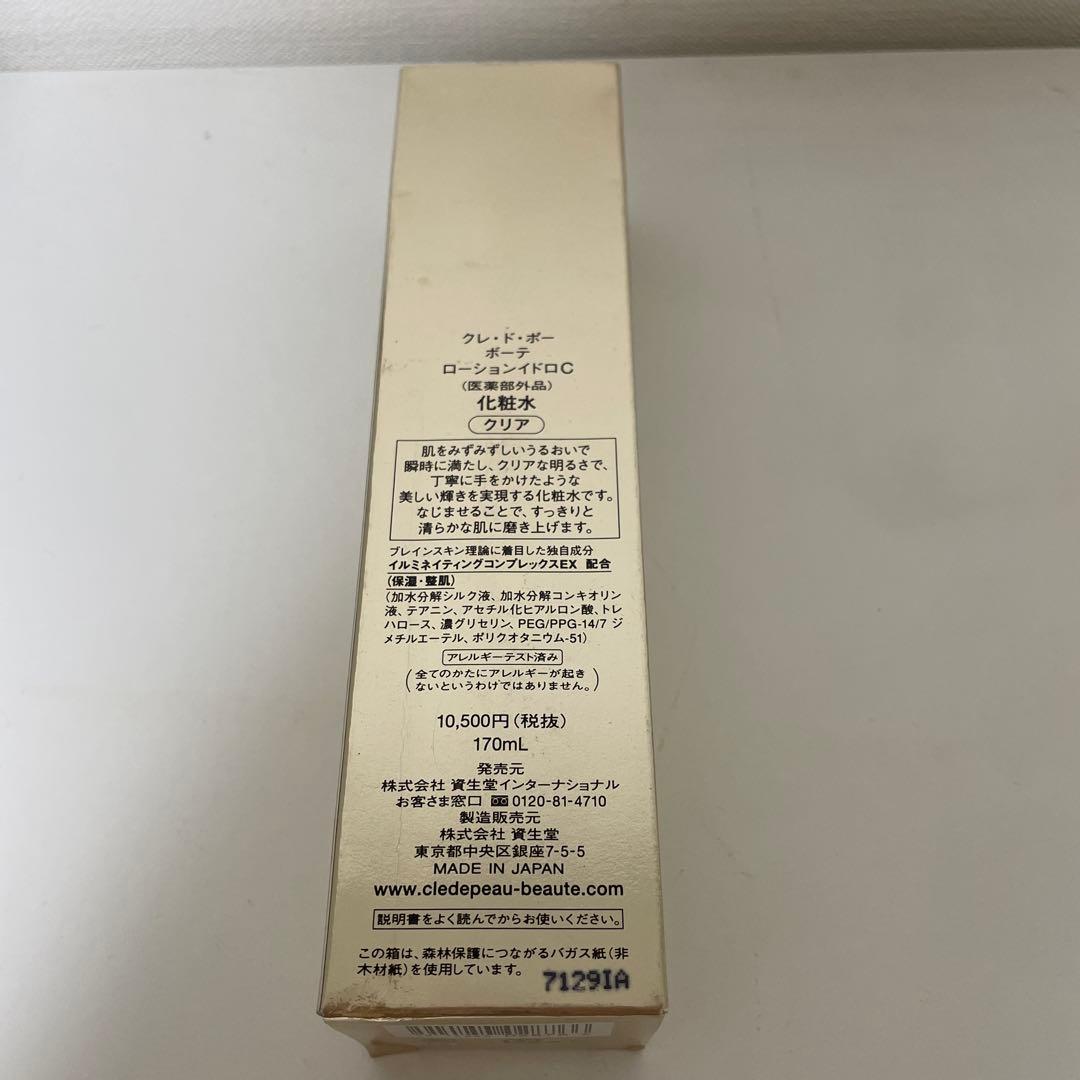 クレ・ド・ポー
ボーテ
ローションイドロC
(医薬部外品)
化粧水
クリア
肌をみずみずしいうるおいで
瞬時に満たし、クリアな明るさで、
丁寧に手をかけたような
美しい輝きを実現する化粧水です。
なじませることで、すっきりと
清らかな肌に磨き上げます。
ブレインスキン理論に着目した独自成分
イルミネイティングコンプレックスEX 配合
(保湿・整肌)
(加水分解シルク液、加水分解コンキオリン
液、テアニン、アセチル化ヒアルロン酸、トレ
ハロース、濃グリセリン、PEG/PPG-14/7 ジ
メチルエーテル、ポリクオタニウム-51)
アレルギーテスト済み
(全てのかたにアレルギーが起き
ないというわけではありません。)
10,500円(税抜)
170mL
発売元
株式会社 資生堂インターナショナル
お客さま窓口 0120-81-4710
製造販売元
株式会社 資生堂
東京都中央区銀座7-5-5
MADE IN JAPAN
www.cledepeau-beaute.com
説明書をよく読んでからお使いください。
この箱は、森林保護につながるバガス紙(非
木材紙)を使用しています。
7129IA